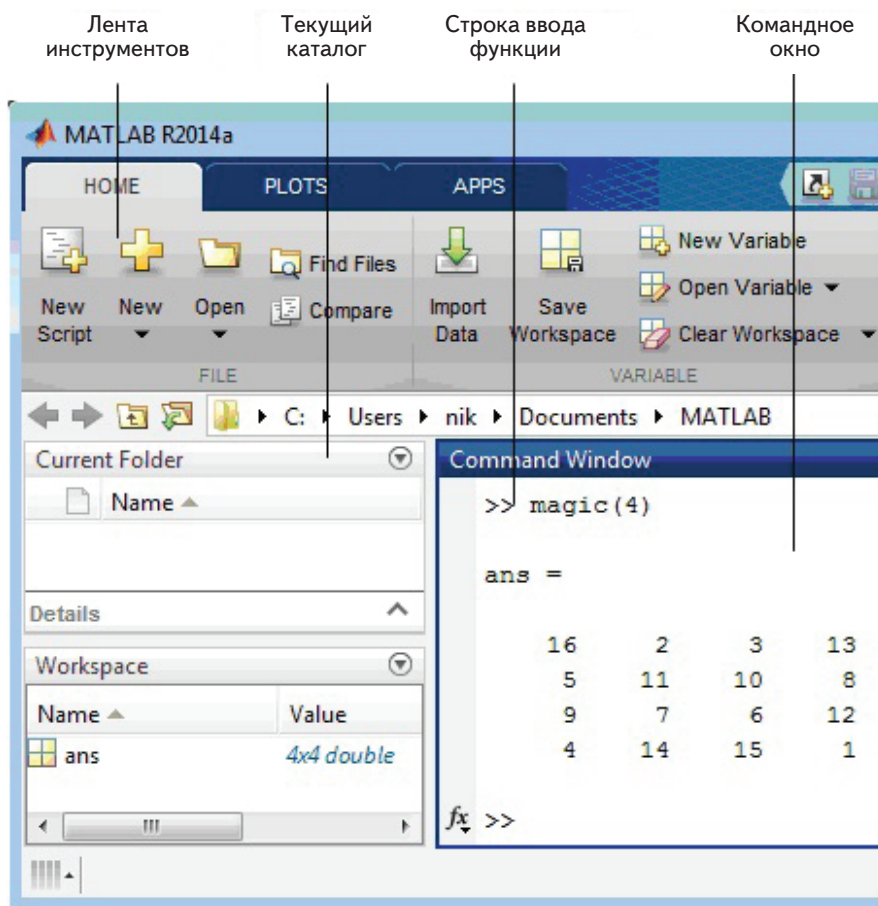 Лента инструментов
Текущий каталог
Строка ввода функции
Командное окно
MATLAB R2014a
HOME PLOTS APPS
New Script
New
Open
Find Files
Compare
Import Data
Save Workspace
New Variable
Open Variable
Clear Workspace
FILE VARIABLE
C: Users nik Documents MATLAB
Current Folder
Name
Details
Workspace
Name Value
ans 4x4 double
Command Window
>> magic(4)
ans =
16 2 3 13
5 11 10 8
9 7 6 12
4 14 15 1
fx >>